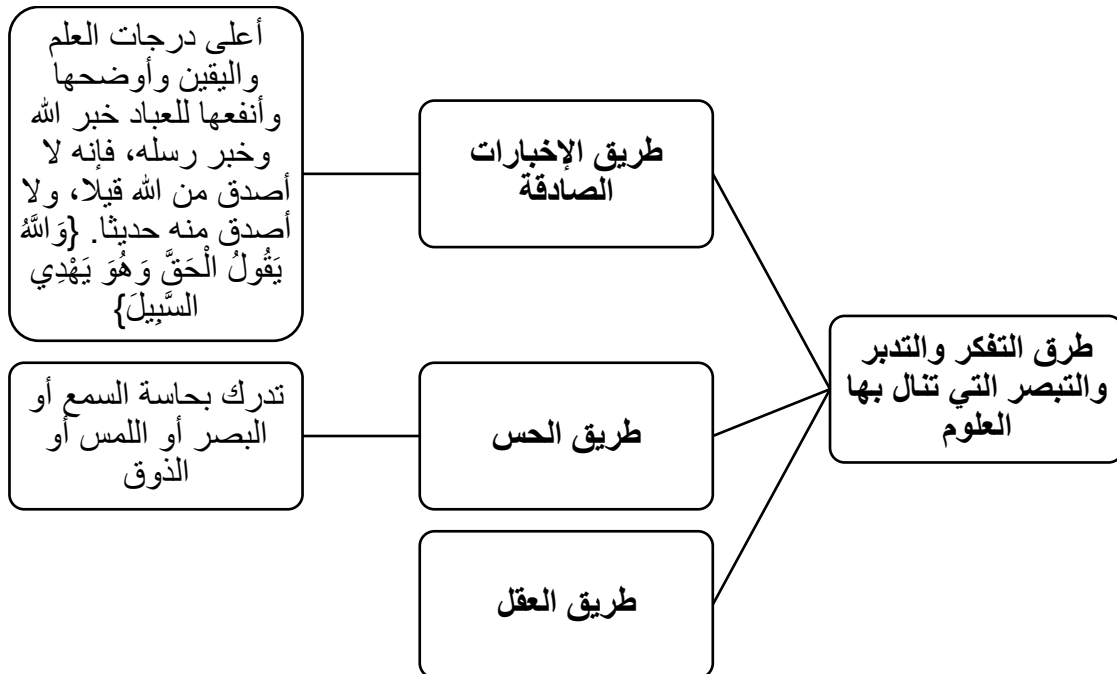 طرق التفكر والتدبر
والتبصر التي تنال بها
العلوم
طريق الإخبارات
الصادقة
أعلى درجات العلم
واليقين وأوضحها
وأنفعها للعباد خبر الله
وخبر رسله، فإنه لا
أصدق من الله قيلا، ولا
أصدق منه حديثا. {وَاللَّهُ
يَقُولُ الْحَقَّ وَهُوَ يَهْدِي
السَّبِيلَ}
طريق الحس
تدرك بحاسة السمع أو
البصر أو اللمس أو
الذوق
طريق العقل